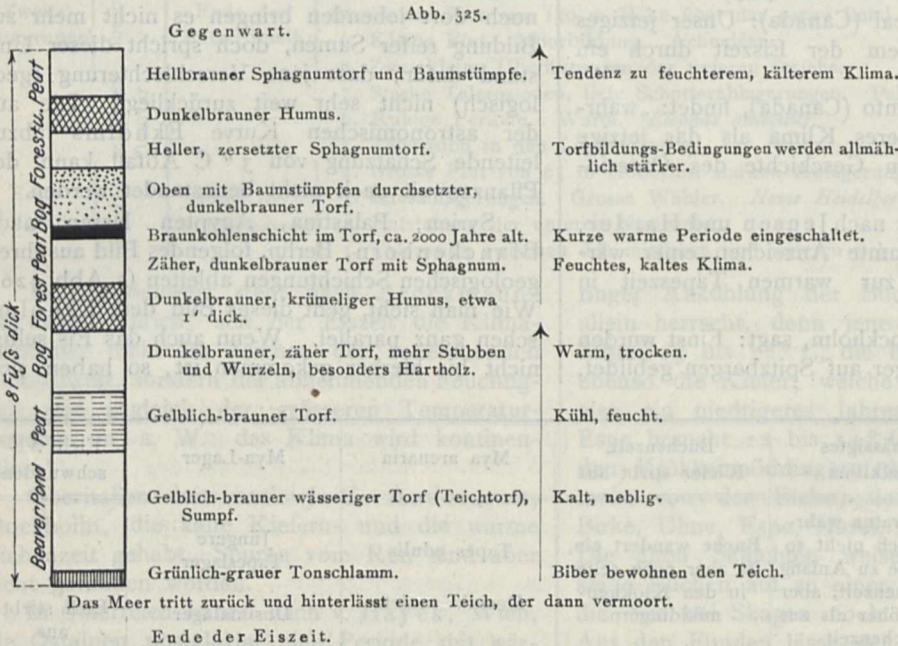 Abb. 325.
Gegenwart.
Hellbrauner Sphagnumtorf und Baumstümpfe.
Tendenz zu feuchterem, kälterem Klima.
Dunkelbrauner Humus.
Heller, zersetzter Sphagnumtorf.
Torfbildungs-Bedingungen werden allmäh-
lich stärker.
Oben mit Baumstümpfen durchsetzter,
dunkelbrauner Torf.
Braunkohlenschicht im Torf, ca. 2000 Jahre alt.
Kurze warme Periode eingeschaltet.
Zäher, dunkelbrauner Torf mit Sphagnum.
Feuchtes, kaltes Klima.
Dunkelbrauner, krümeliger Humus, etwa
1' dick.
Dunkelbrauner, zäher Torf, mehr Stubben
und Wurzeln, besonders Hartholz.
Warm, trocken.
Gelblich-brauner Torf.
Kühl, feucht.
Gelblich-brauner wässeriger Torf (Teichtorf),
Sumpf.
Kalt, neblig.
Grünlich-grauer Tonschlamm.
Biber bewohnen den Teich.
Das Meer tritt zurück und hinterlässt einen Teich, der dann vermoort.
Ende der Eiszeit.
8 Fuß dick
Beaver Pond Peat Bog Forest Peat Bog Forest u. Peat